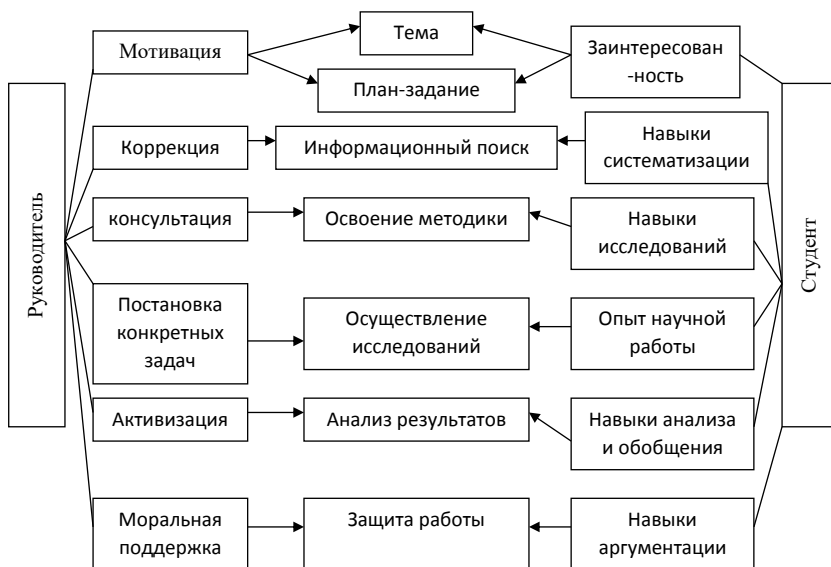 Руководитель
Мотивация
Тема
План-задание
Заинтересован
-ность
Студент
Коррекция
Информационный поиск
Навыки
систематизации
консультация
Освоение методики
Навыки
исследований
Постановка
конкретных
задач
Осуществление
исследований
Опыт научной
работы
Активизация
Анализ результатов
Навыки анализа
и обобщения
Моральная
поддержка
Защита работы
Навыки
аргументации